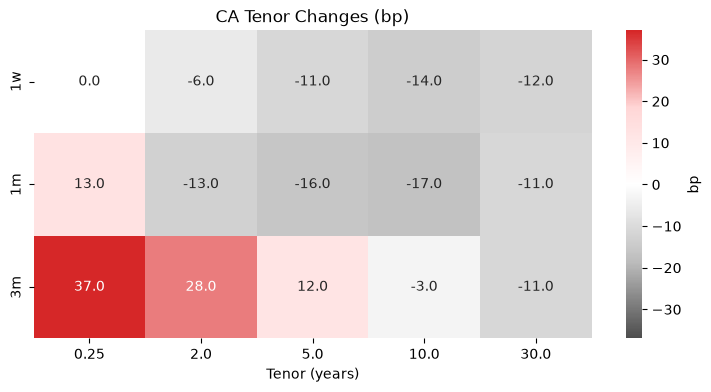 CA Tenor Changes (bp)
1w
0.0 -6.0 -11.0 -14.0 -12.0
1m
13.0 -13.0 -16.0 -17.0 -11.0
3m
37.0 28.0 12.0 -3.0 -11.0
0.25 2.0 5.0 10.0 30.0
Tenor (years)
30
20
10
0
−10
−20
−30
bp